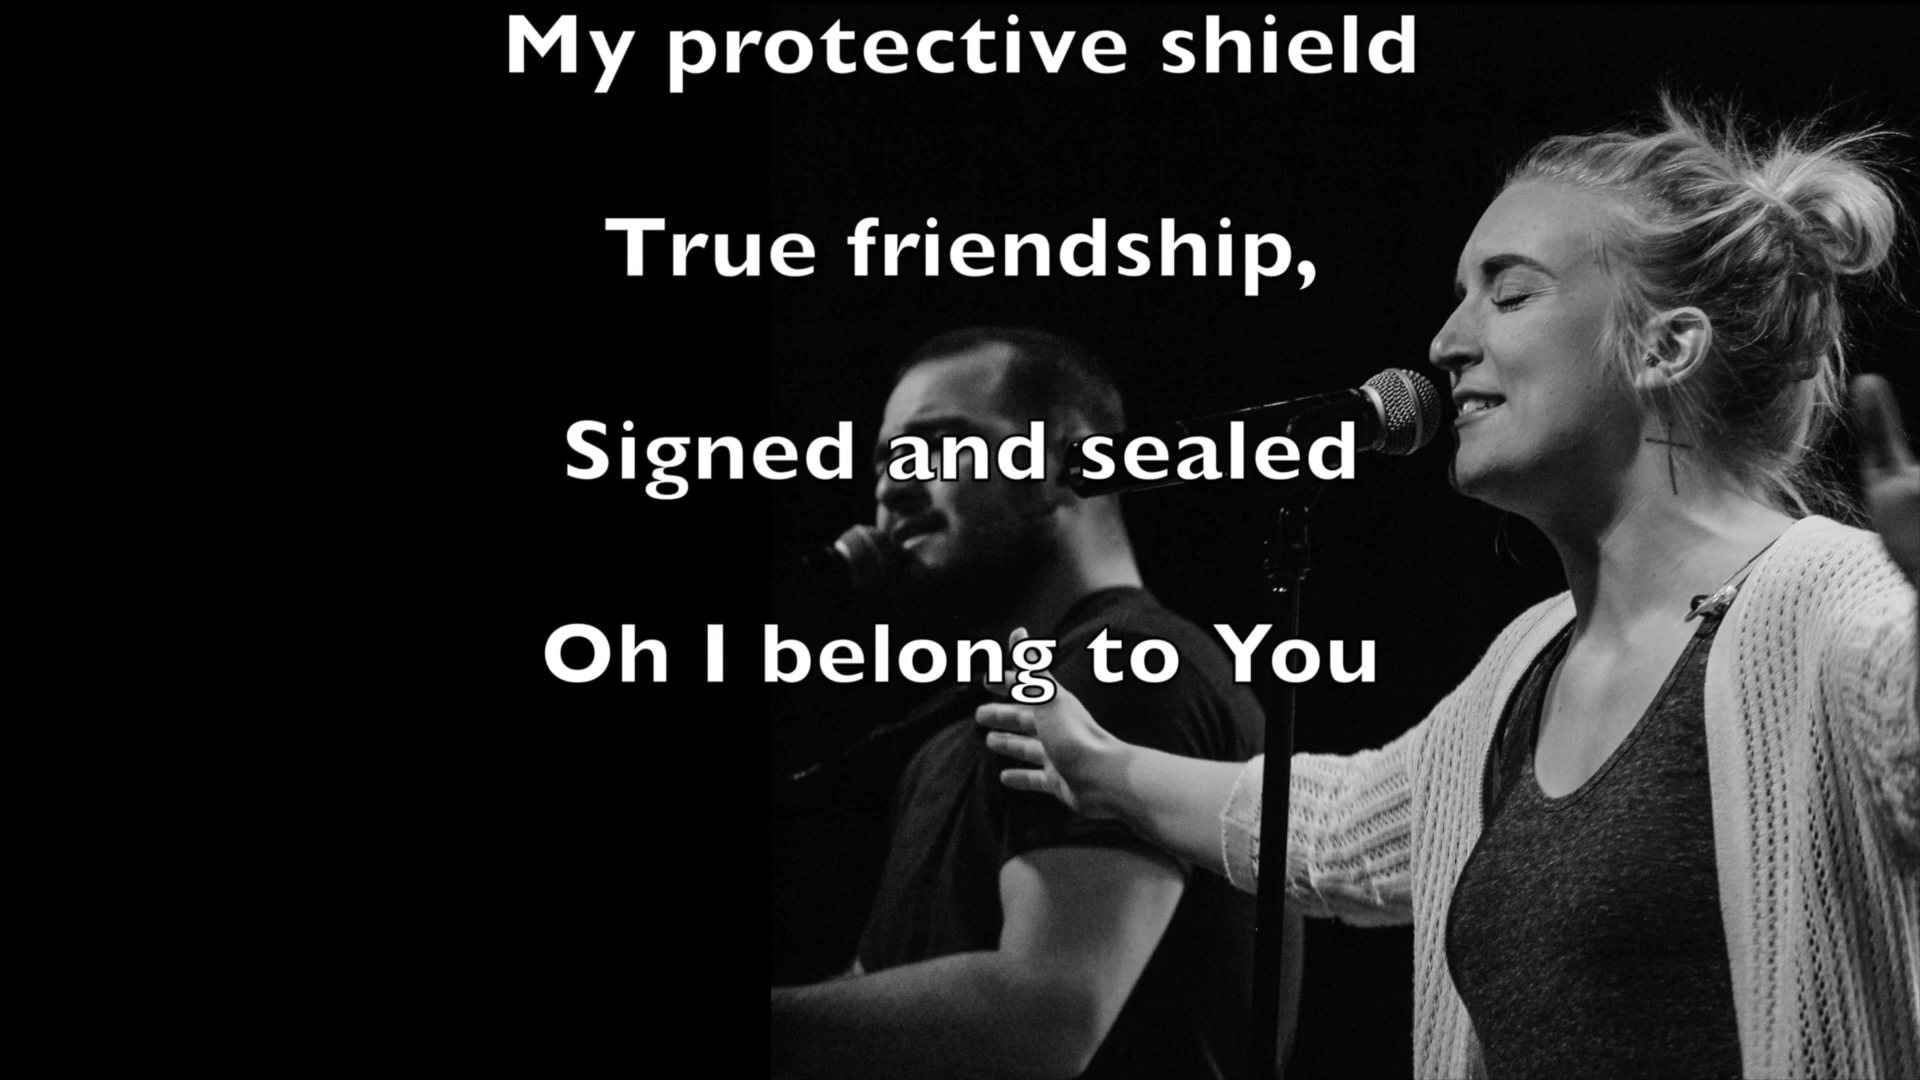 My protective shield
True friendship,
Signed and sealed
Oh I belong to You